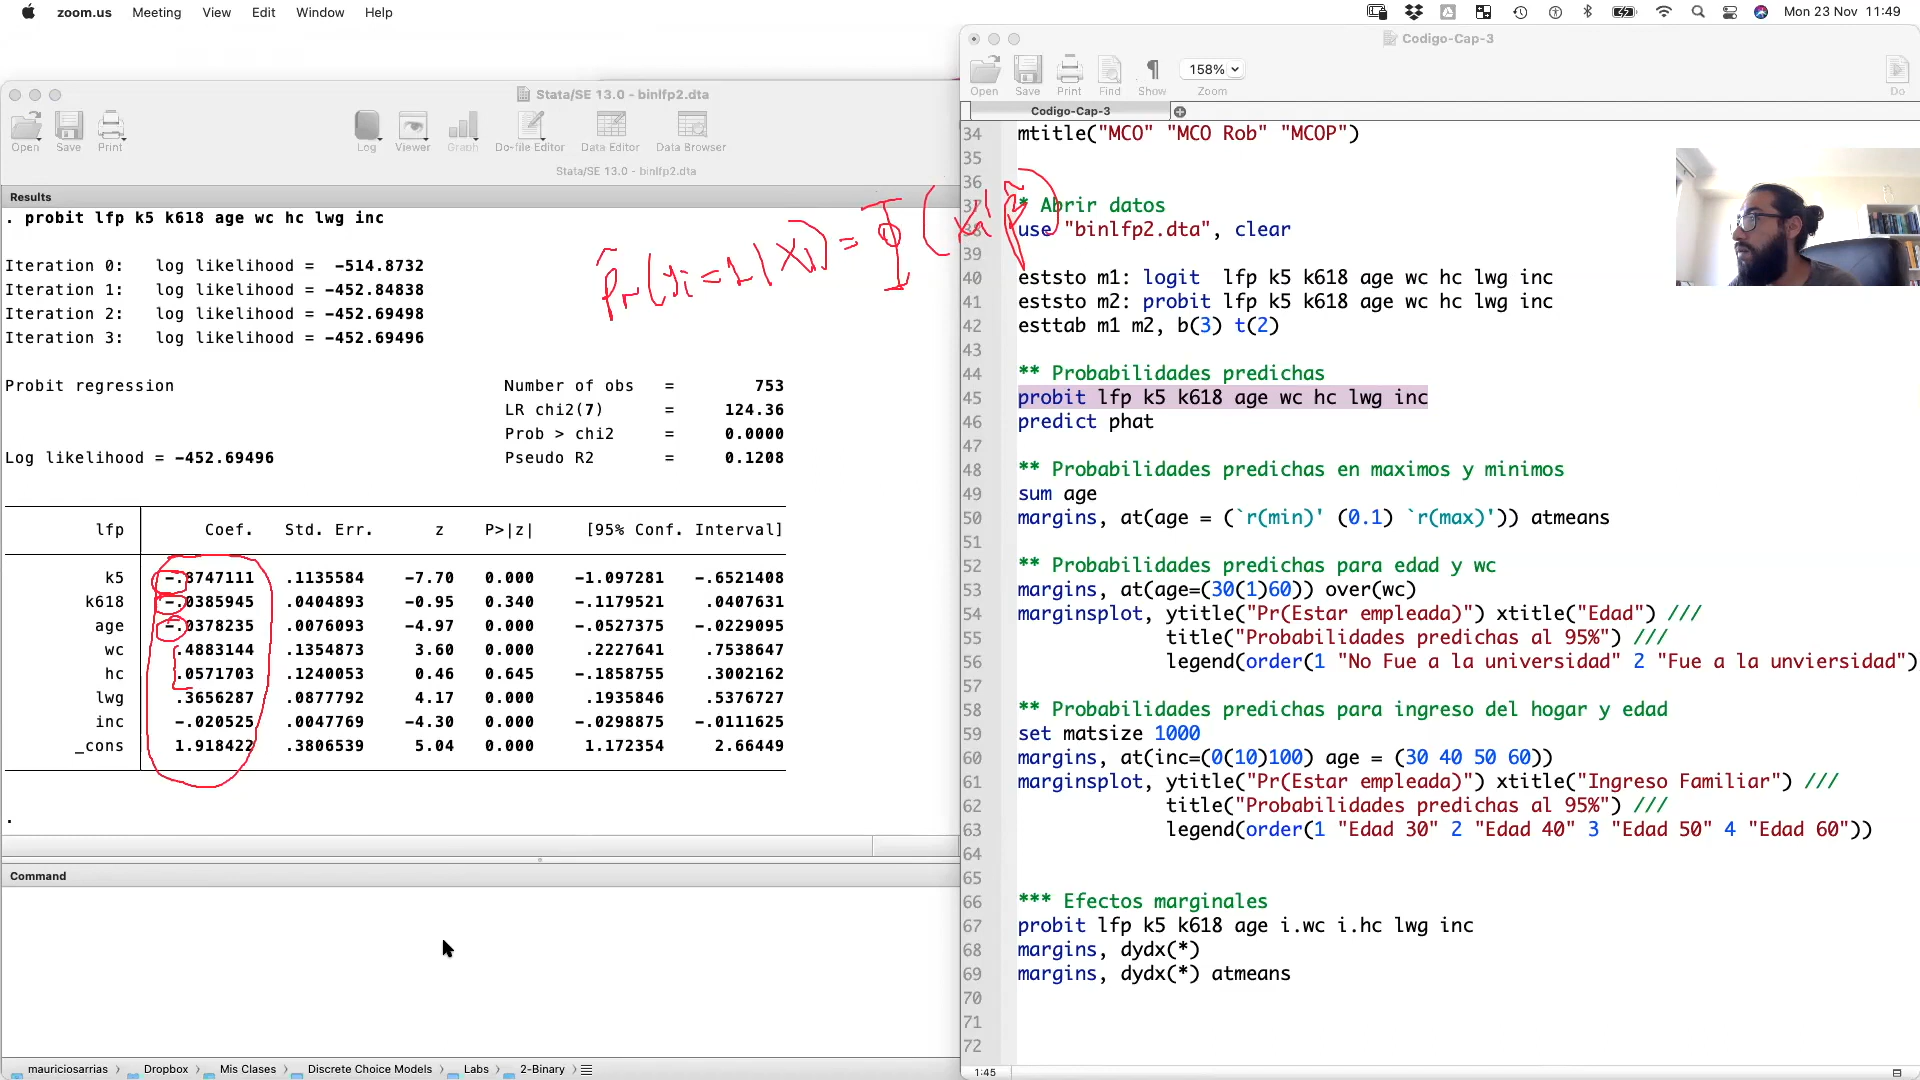 zoom.us Meeting View Edit Window Help
Mon 23 Nov 11:49
Stata/SE 13.0 - binlfp2.dta
Open Save Print Log Viewer Graph Do-file Editor Data Editor Data Browser
Stata/SE 13.0 - binlfp2.dta
Results
. probit lfp k5 k618 age wc hc lwg inc
Iteration 0: log likelihood = -514.8732
Iteration 1: log likelihood = -452.84838
Iteration 2: log likelihood = -452.69498
Iteration 3: log likelihood = -452.69496
Probit regression Number of obs = 753
LR chi2(7) = 124.36
Prob > chi2 = 0.0000
Log likelihood = -452.69496 Pseudo R2 = 0.1208
lfp Coef. Std. Err. z P>|z| [95% Conf. Interval]
k5 -.8747111 .1135584 -7.70 0.000 -1.097281 -.6521408
k618 -.0385945 .0404893 -0.95 0.340 -.1179521 .0407631
age -.0378235 .0076093 -4.97 0.000 -.0527375 -.0229095
wc .4883144 .1354873 3.60 0.000 .2227641 .7538647
hc .0571703 .1240053 0.46 0.645 -.1858755 .3002162
lwg .3656287 .0877792 4.17 0.000 .1935846 .5376727
inc -.020525 .0047769 -4.30 0.000 -.0298875 -.0111625
_cons 1.918422 .3806539 5.04 0.000 1.172354 2.66449
.
Command
mauriciosarrias Dropbox Mis Clases Discrete Choice Models Labs 2-Binary
Codigo-Cap-3
Open Save Print Find Show 158% Zoom Do
Codigo-Cap-3
34 mtitle("MCO" "MCO Rob" "MCOP")
35
36
37 * Abrir datos
38 use "binlfp2.dta", clear
39
40 eststo m1: logit lfp k5 k618 age wc hc lwg inc
41 eststo m2: probit lfp k5 k618 age wc hc lwg inc
42 esttab m1 m2, b(3) t(2)
43
44 ** Probabilidades predichas
45 probit lfp k5 k618 age wc hc lwg inc
46 predict phat
47
48 ** Probabilidades predichas en maximos y minimos
49 sum age
50 margins, at(age = (`r(min)' (0.1) `r(max)')) atmeans
51
52 ** Probabilidades predichas para edad y wc
53 margins, at(age=(30(1)60)) over(wc)
54 marginsplot, ytitle("Pr(Estar empleada)") xtitle("Edad") ///
55 title("Probabilidades predichas al 95%") ///
56 legend(order(1 "No Fue a la universidad" 2 "Fue a la unviersidad")
57
58 ** Probabilidades predichas para ingreso del hogar y edad
59 set matsize 1000
60 margins, at(inc=(0(10)100) age = (30 40 50 60))
61 marginsplot, ytitle("Pr(Estar empleada)") xtitle("Ingreso Familiar") ///
62 title("Probabilidades predichas al 95%") ///
63 legend(order(1 "Edad 30" 2 "Edad 40" 3 "Edad 50" 4 "Edad 60"))
64
65
66 *** Efectos marginales
67 probit lfp k5 k618 age i.wc i.hc lwg inc
68 margins, dydx(*)
69 margins, dydx(*) atmeans
70
71
72
1:45
Pr(yi=1|Xi) = Φ(xi'β̂)